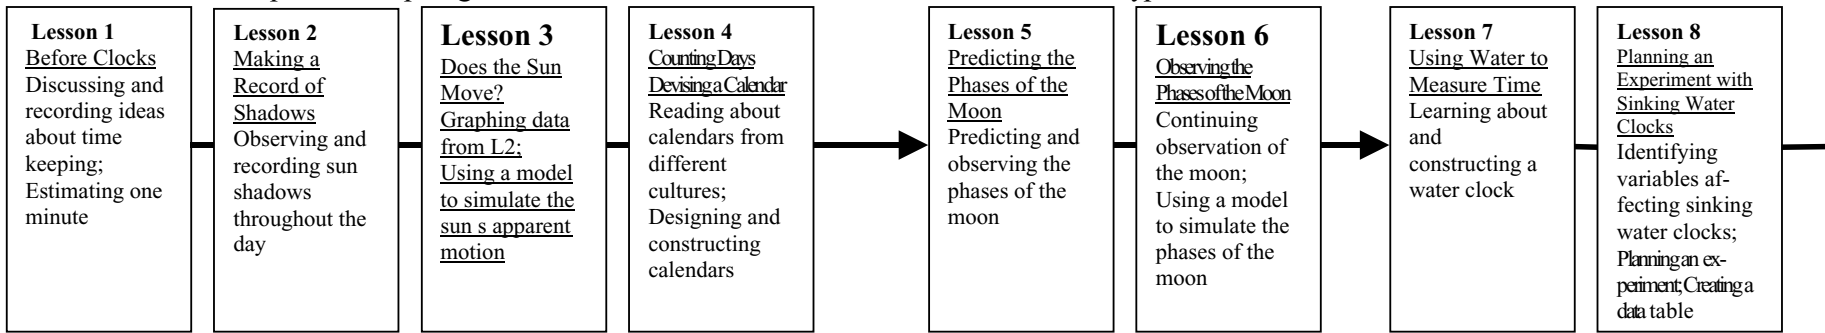 Lesson 1
Before Clocks
Discussing and
recording ideas
about time
keeping;
Estimating one
minute
Lesson 2
Making a
Record of
Shadows
Observing and
recording sun
shadows
throughout the
day
Lesson 3
Does the Sun
Move?
Graphing data
from L2;
Using a model
to simulate the
sun s apparent
motion
Lesson 4
Counting Days
Devising a Calendar
Reading about
calendars from
different
cultures;
Designing and
constructing
calendars
Lesson 5
Predicting the
Phases of the
Moon
Predicting and
observing the
phases of the
moon
Lesson 6
Observing the
Phases of the Moon
Continuing
observation of
the moon;
Using a model
to simulate the
phases of the
moon
Lesson 7
Using Water to
Measure Time
Learning about
and
constructing a
water clock
Lesson 8
Planning an
Experiment with
Sinking Water
Clocks
Identifying
variables af-
fecting sinking
water clocks;
Planning an ex-
periment; Creating a
data table